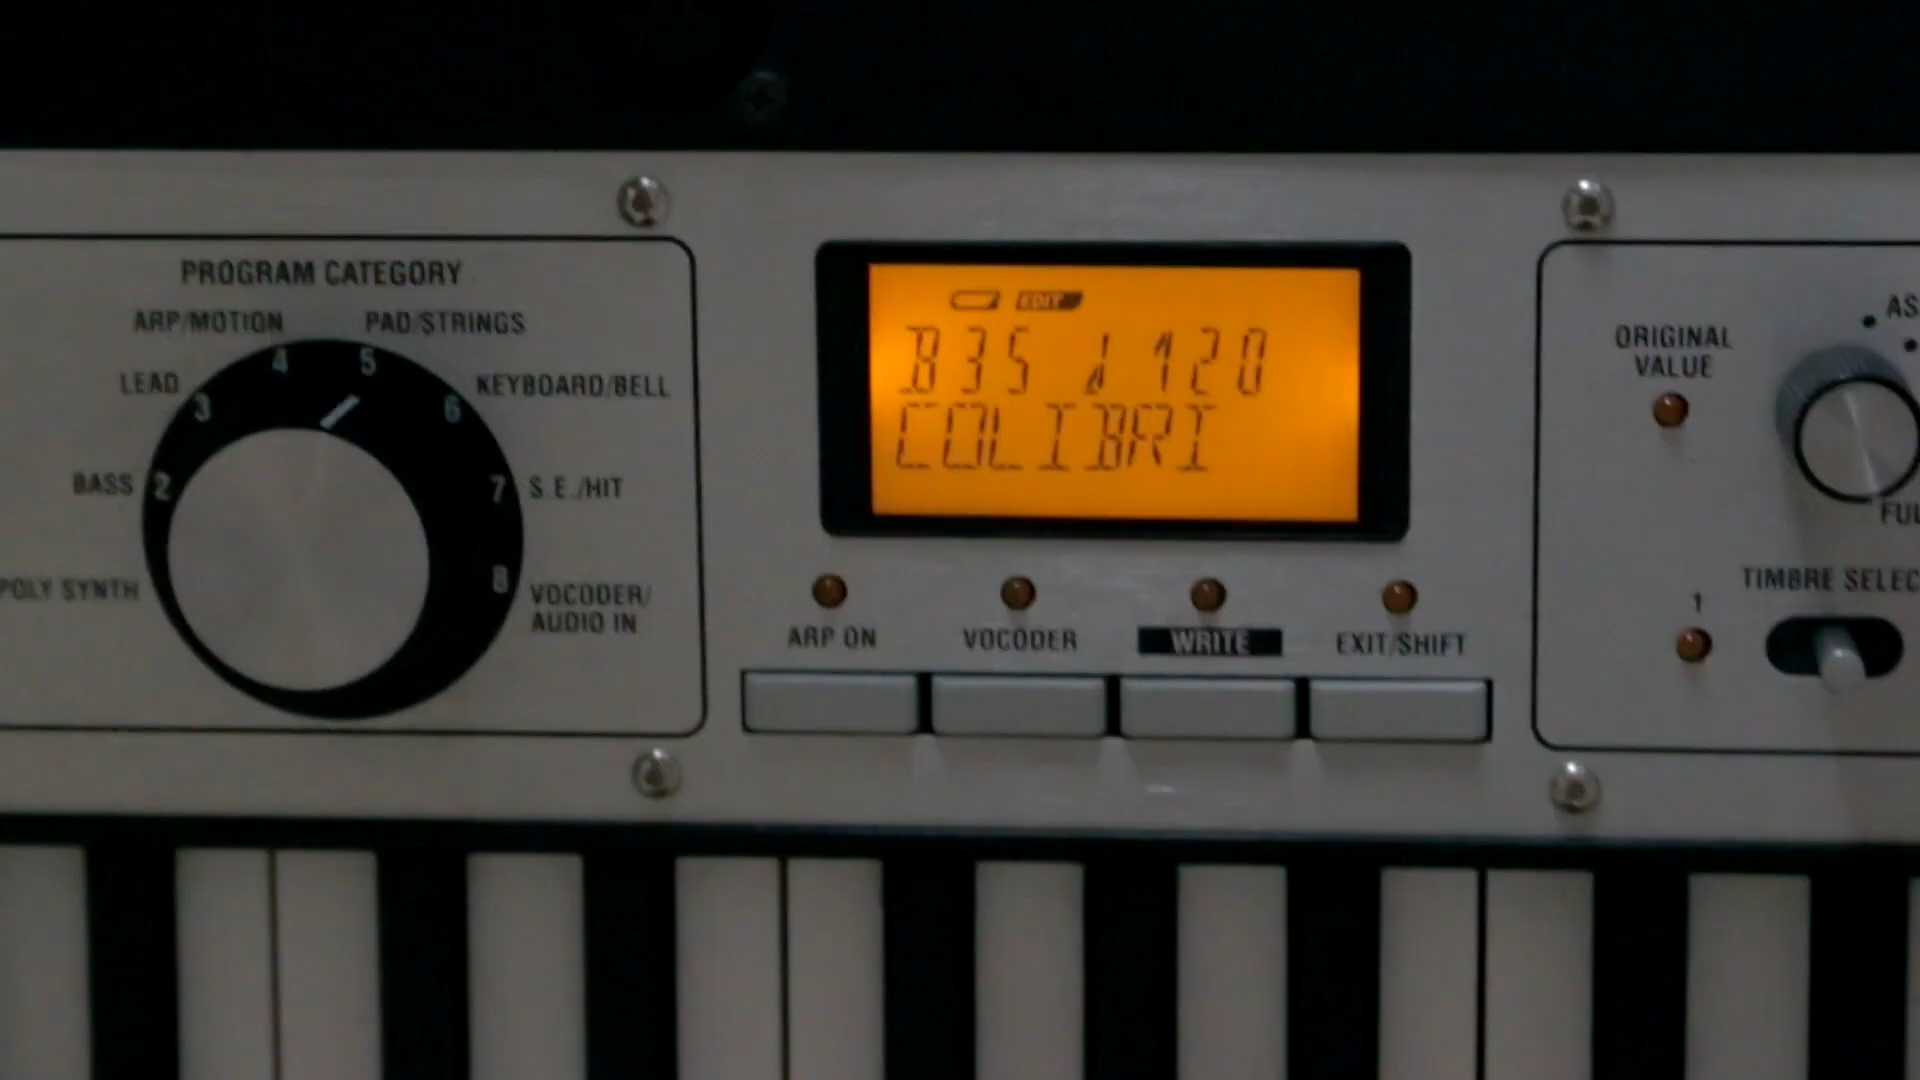 PROGRAM CATEGORY
ARP/MOTION
PAD/STRINGS
LEAD
KEYBOARD/BELL
BASS
S.E./HIT
POLY SYNTH
VOCODER/
AUDIO IN
2
3
4
5
6
7
8
EDIT
B35 ♩ 120
COLIBRI
ARP ON
VOCODER
WRITE
EXIT/SHIFT
ORIGINAL
VALUE
TIMBRE
1